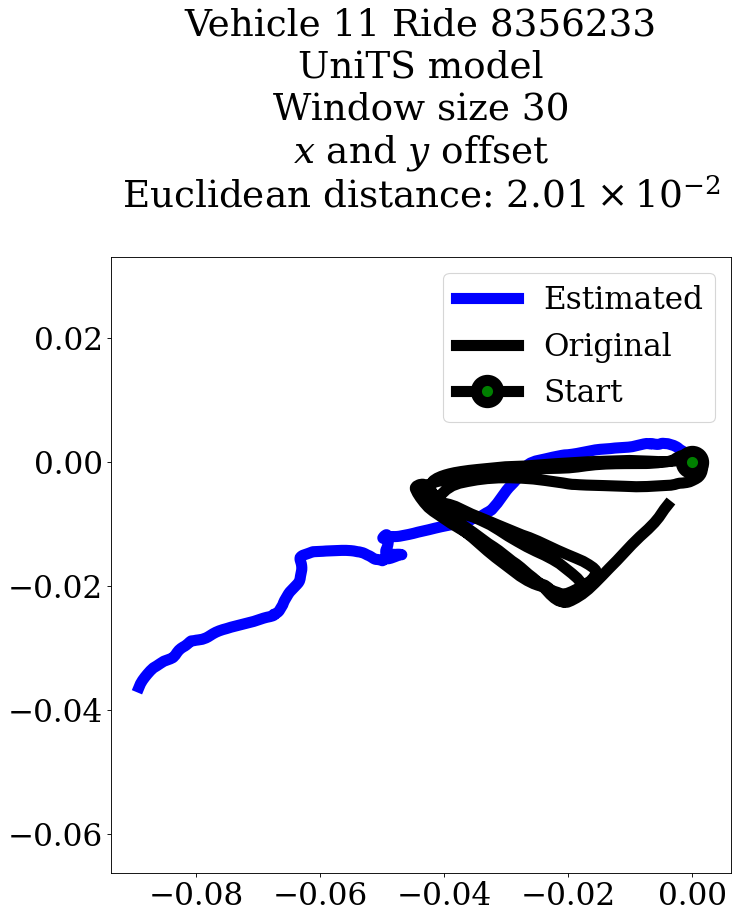 Vehicle 11 Ride 8356233
UniTS model
Window size 30
x and y offset
Euclidean distance: 2.01 × 10⁻²
Estimated
Original
Start
0.02
0.00
−0.02
−0.04
−0.06
−0.08 −0.06 −0.04 −0.02 0.00